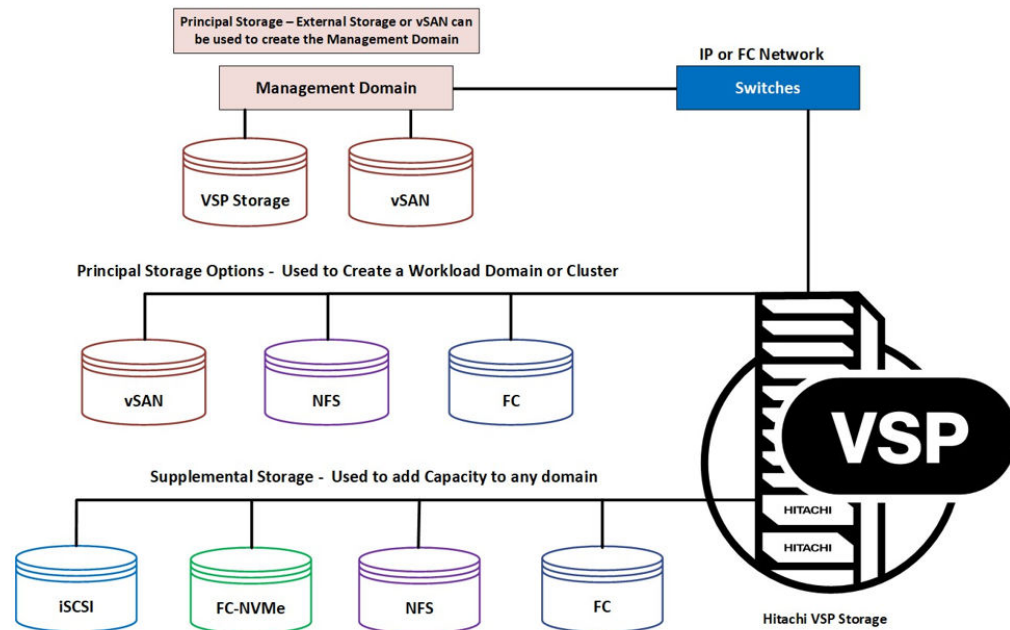 Principal Storage – External Storage or vSAN can
be used to create the Management Domain
IP or FC Network
Management Domain
Switches
VSP Storage
vSAN
Principal Storage Options - Used to Create a Workload Domain or Cluster
vSAN
NFS
FC
VSP
Supplemental Storage - Used to add Capacity to any domain
HITACHI
HITACHI
iSCSI
FC-NVMe
NFS
FC
Hitachi VSP Storage